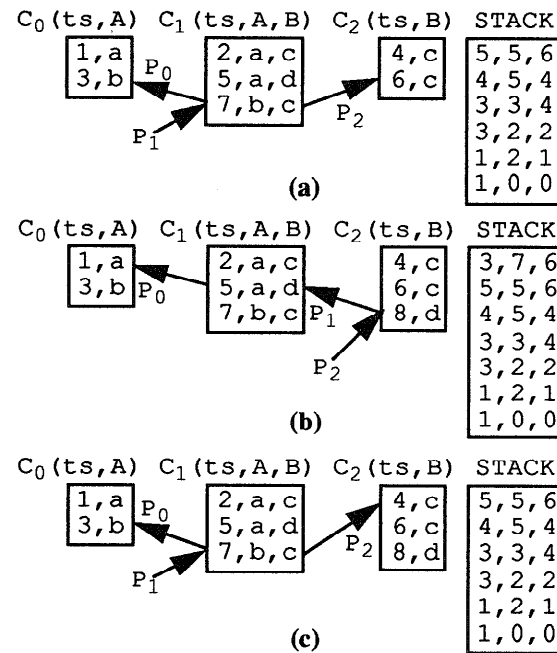 C0(ts,A) C1(ts,A,B) C2(ts,B) STACK
1,a 2,a,c 4,c 5,5,6
3,b P0 5,a,d 6,c 4,5,4
7,b,c P2 3,3,4
P1 3,2,2
1,2,1
(a) 1,0,0
C0(ts,A) C1(ts,A,B) C2(ts,B) STACK
1,a 2,a,c 4,c 3,7,6
3,b P0 5,a,d 6,c 5,5,6
7,b,c P1 8,d 4,5,4
3,3,4
P2 3,2,2
1,2,1
(b) 1,0,0
C0(ts,A) C1(ts,A,B) C2(ts,B) STACK
1,a P0 2,a,c 4,c 5,5,6
3,b 5,a,d 6,c 4,5,4
7,b,c P2 8,d 3,3,4
P1 3,2,2
1,2,1
(c) 1,0,0